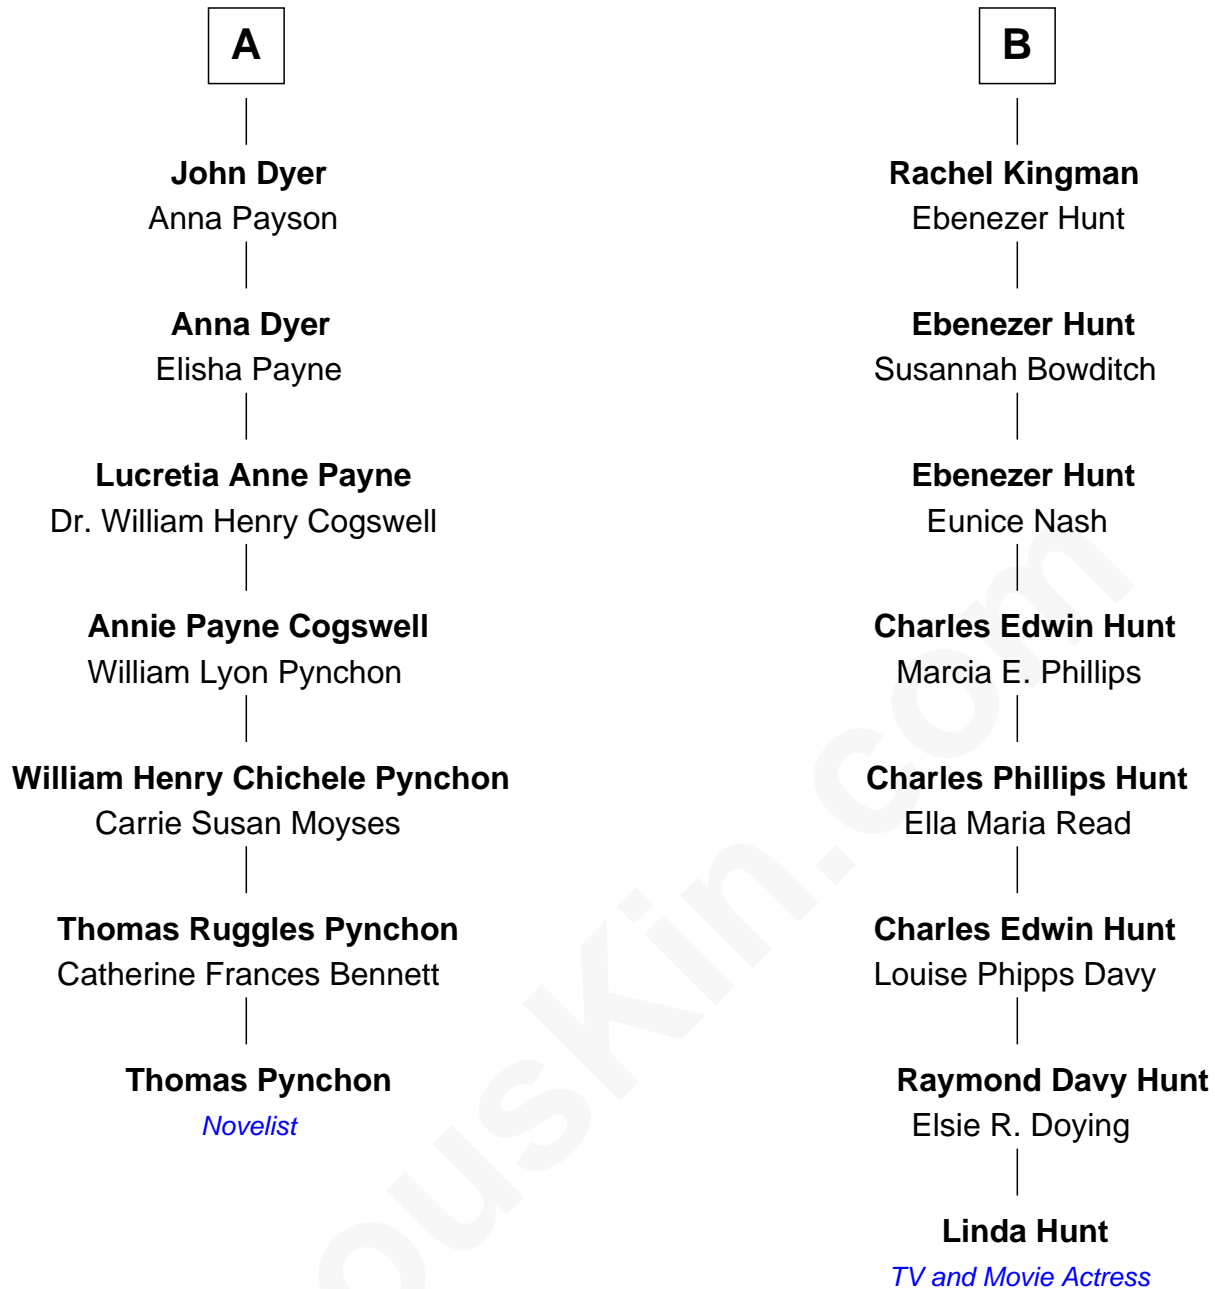 A
John Dyer
Anna Payson
Anna Dyer
Elisha Payne
Lucretia Anne Payne
Dr. William Henry Cogswell
Annie Payne Cogswell
William Lyon Pynchon
William Henry Chichele Pynchon
Carrie Susan Moyses
Thomas Ruggles Pynchon
Catherine Frances Bennett
Thomas Pynchon
Novelist
B
Rachel Kingman
Ebenezer Hunt
Ebenezer Hunt
Susannah Bowditch
Ebenezer Hunt
Eunice Nash
Charles Edwin Hunt
Marcia E. Phillips
Charles Phillips Hunt
Ella Maria Read
Charles Edwin Hunt
Louise Phipps Davy
Raymond Davy Hunt
Elsie R. Doying
Linda Hunt
TV and Movie Actress
ousKin.com